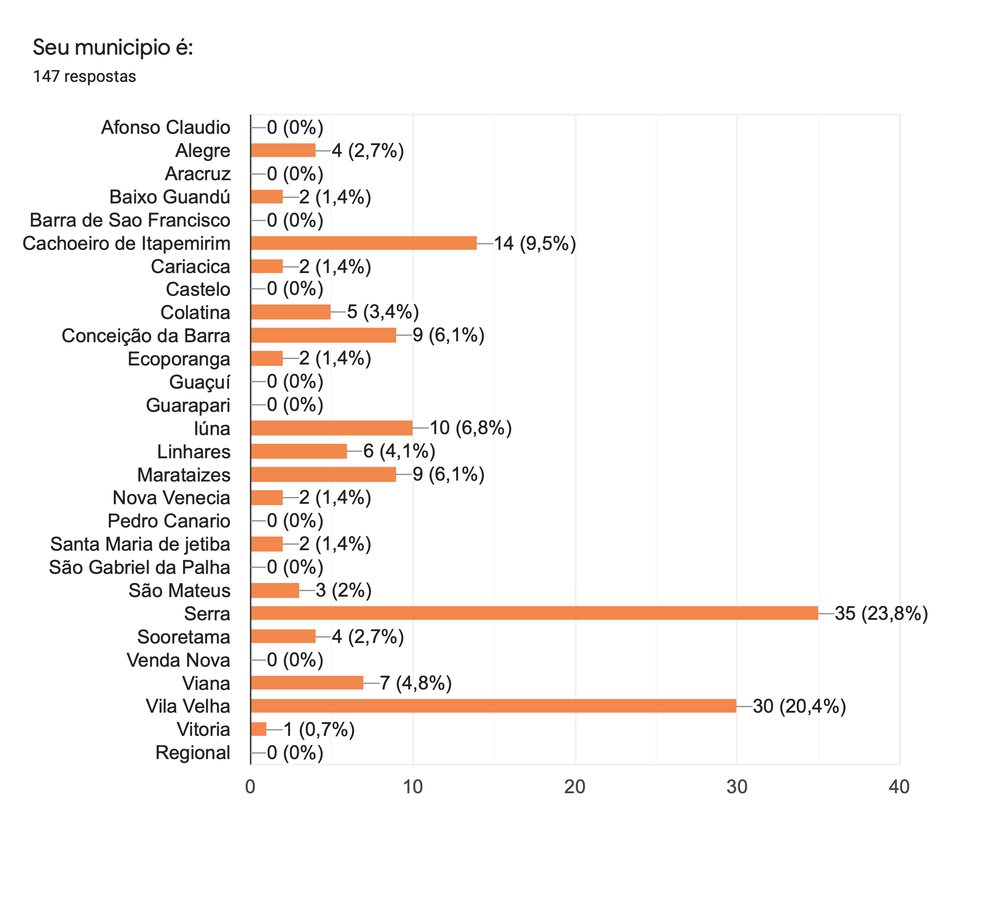 Seu municipio é:
147 respostas
Afonso Claudio 0 (0%)
Alegre 4 (2,7%)
Aracruz 0 (0%)
Baixo Guandú 2 (1,4%)
Barra de Sao Francisco 0 (0%)
Cachoeiro de Itapemirim 14 (9,5%)
Cariacica 2 (1,4%)
Castelo 0 (0%)
Colatina 5 (3,4%)
Conceição da Barra 9 (6,1%)
Ecoporanga 2 (1,4%)
Guaçuí 0 (0%)
Guarapari 0 (0%)
Iúna 10 (6,8%)
Linhares 6 (4,1%)
Marataizes 9 (6,1%)
Nova Venecia 2 (1,4%)
Pedro Canario 0 (0%)
Santa Maria de jetiba 2 (1,4%)
São Gabriel da Palha 0 (0%)
São Mateus 3 (2%)
Serra 35 (23,8%)
Sooretama 4 (2,7%)
Venda Nova 0 (0%)
Viana 7 (4,8%)
Vila Velha 30 (20,4%)
Vitoria 1 (0,7%)
Regional 0 (0%)
0 10 20 30 40